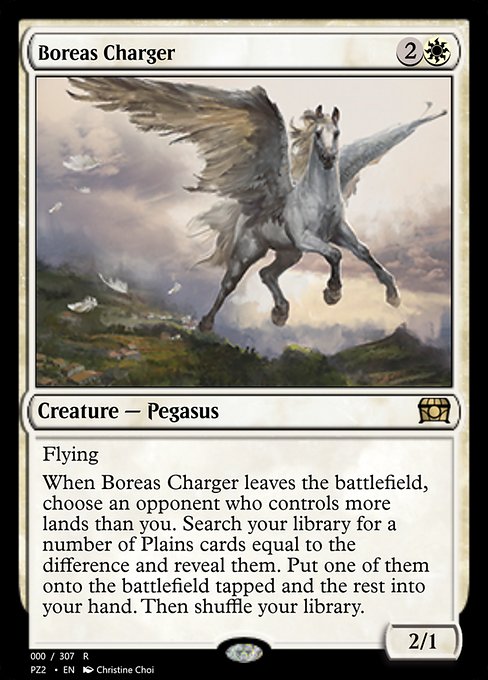 Boreas Charger 2
Creature — Pegasus
Flying
When Boreas Charger leaves the battlefield,
choose an opponent who controls more
lands than you. Search your library for a
number of Plains cards equal to the
difference and reveal them. Put one of them
onto the battlefield tapped and the rest into
your hand. Then shuffle your library.
2/1
000 / 307 R
PZ2 • EN Christine Choi